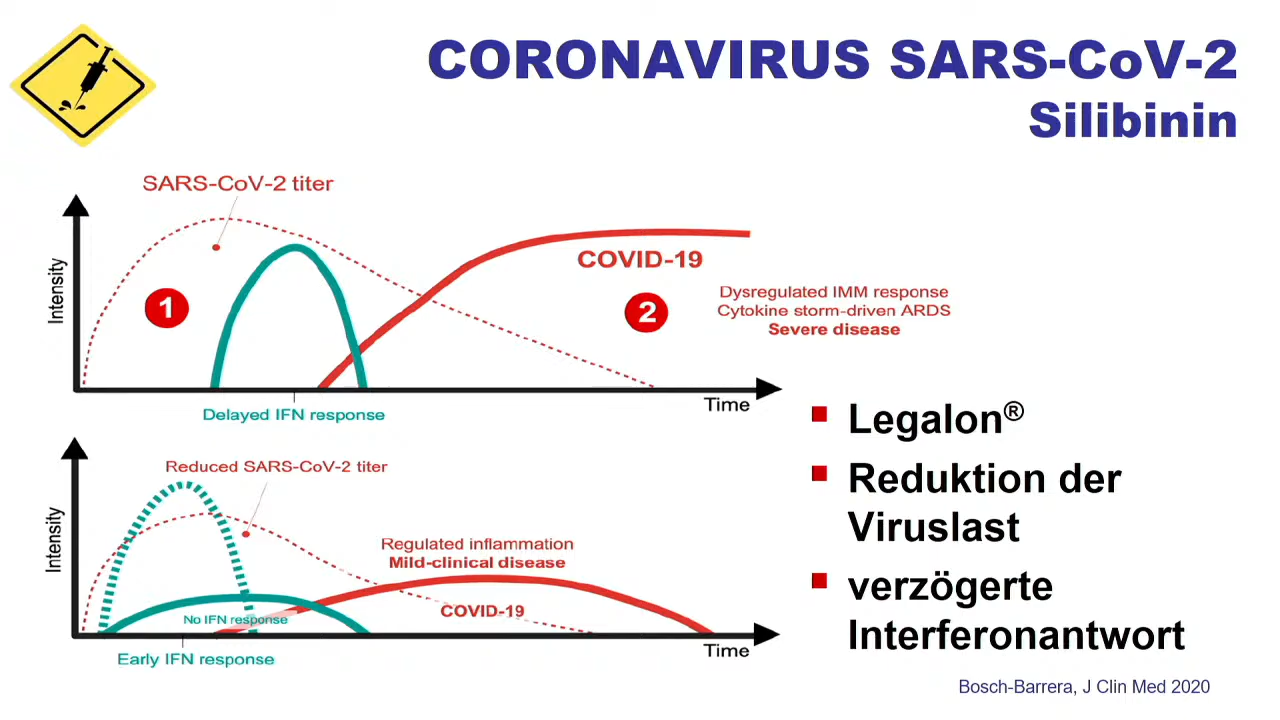 CORONAVIRUS SARS-CoV-2
Silibinin
SARS-CoV-2 titer
Intensity
1
COVID-19
2
Dysregulated IMM response
Cytokine storm-driven ARDS
Severe disease
Delayed IFN response
Time
Reduced SARS-CoV-2 titer
Intensity
Regulated inflammation
Mild-clinical disease
COVID-19
No IFN response
Early IFN response
Time
Legalon®
Reduktion der
Viruslast
verzögerte
Interferonantwort
Bosch-Barrera, J Clin Med 2020